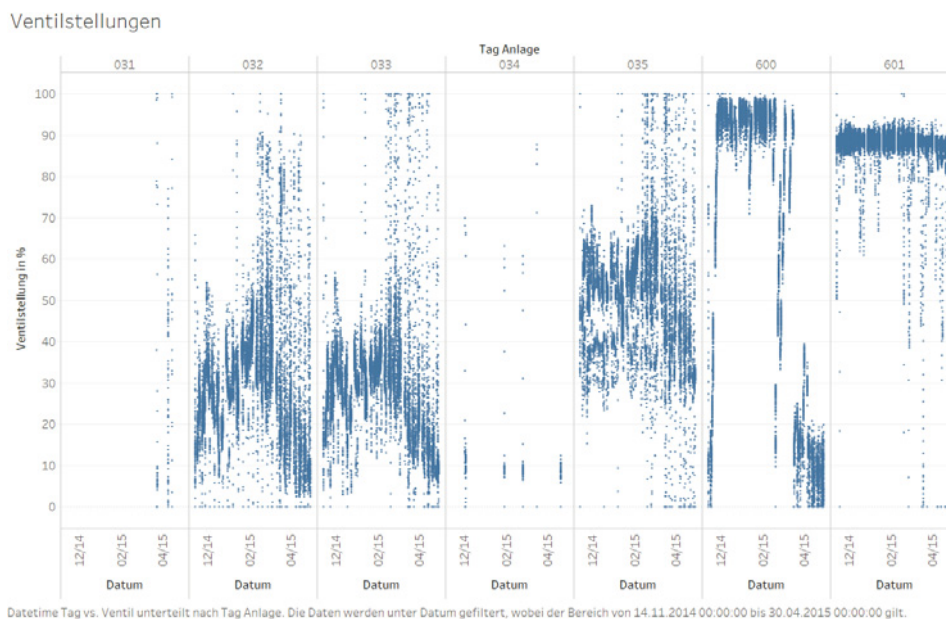 Ventilstellungen
Tag Anlage
031 032 033 034 035 600 601
100
90
80
70
60
50
40
30
20
10
0
Ventilstellung in %
12/14 02/15 04/15 12/14 02/15 04/15 12/14 02/15 04/15 12/14 02/15 04/15 12/14 02/15 04/15 12/14 02/15 04/15 12/14 02/15 04/15
Datum Datum Datum Datum Datum Datum Datum
Datetime Tag vs. Ventil unterteilt nach Tag Anlage. Die Daten werden unter Datum gefiltert, wobei der Bereich von 14.11.2014 00:00:00 bis 30.04.2015 00:00:00 gilt.